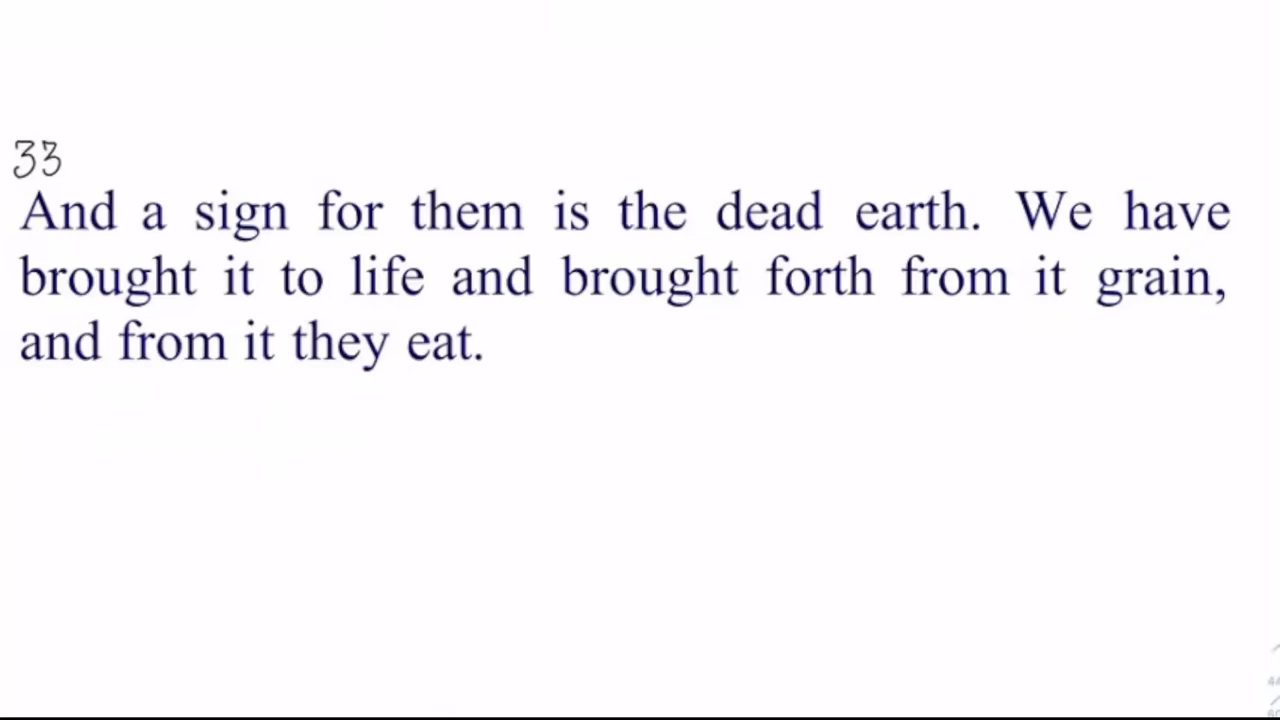 33
And a sign for them is the dead earth. We have
brought it to life and brought forth from it grain,
and from it they eat.